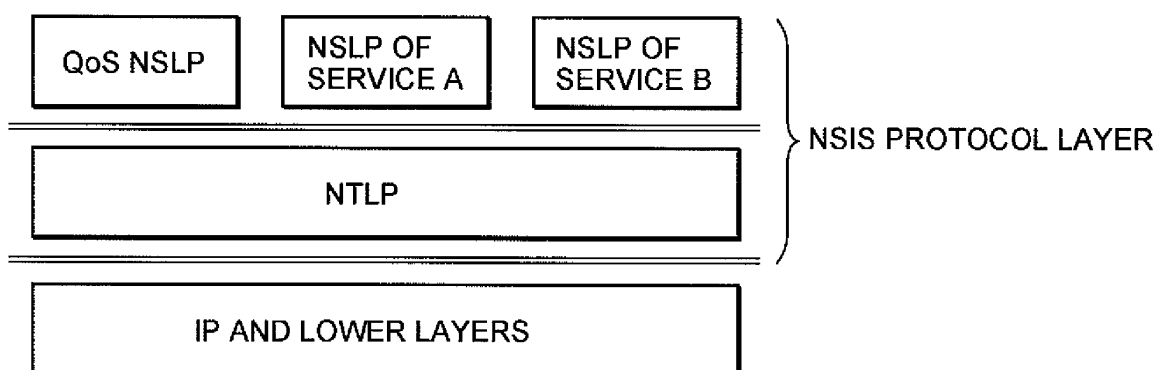 QoS NSLP
NSLP OF
SERVICE A
NSLP OF
SERVICE B
NSIS PROTOCOL LAYER
NTLP
IP AND LOWER LAYERS